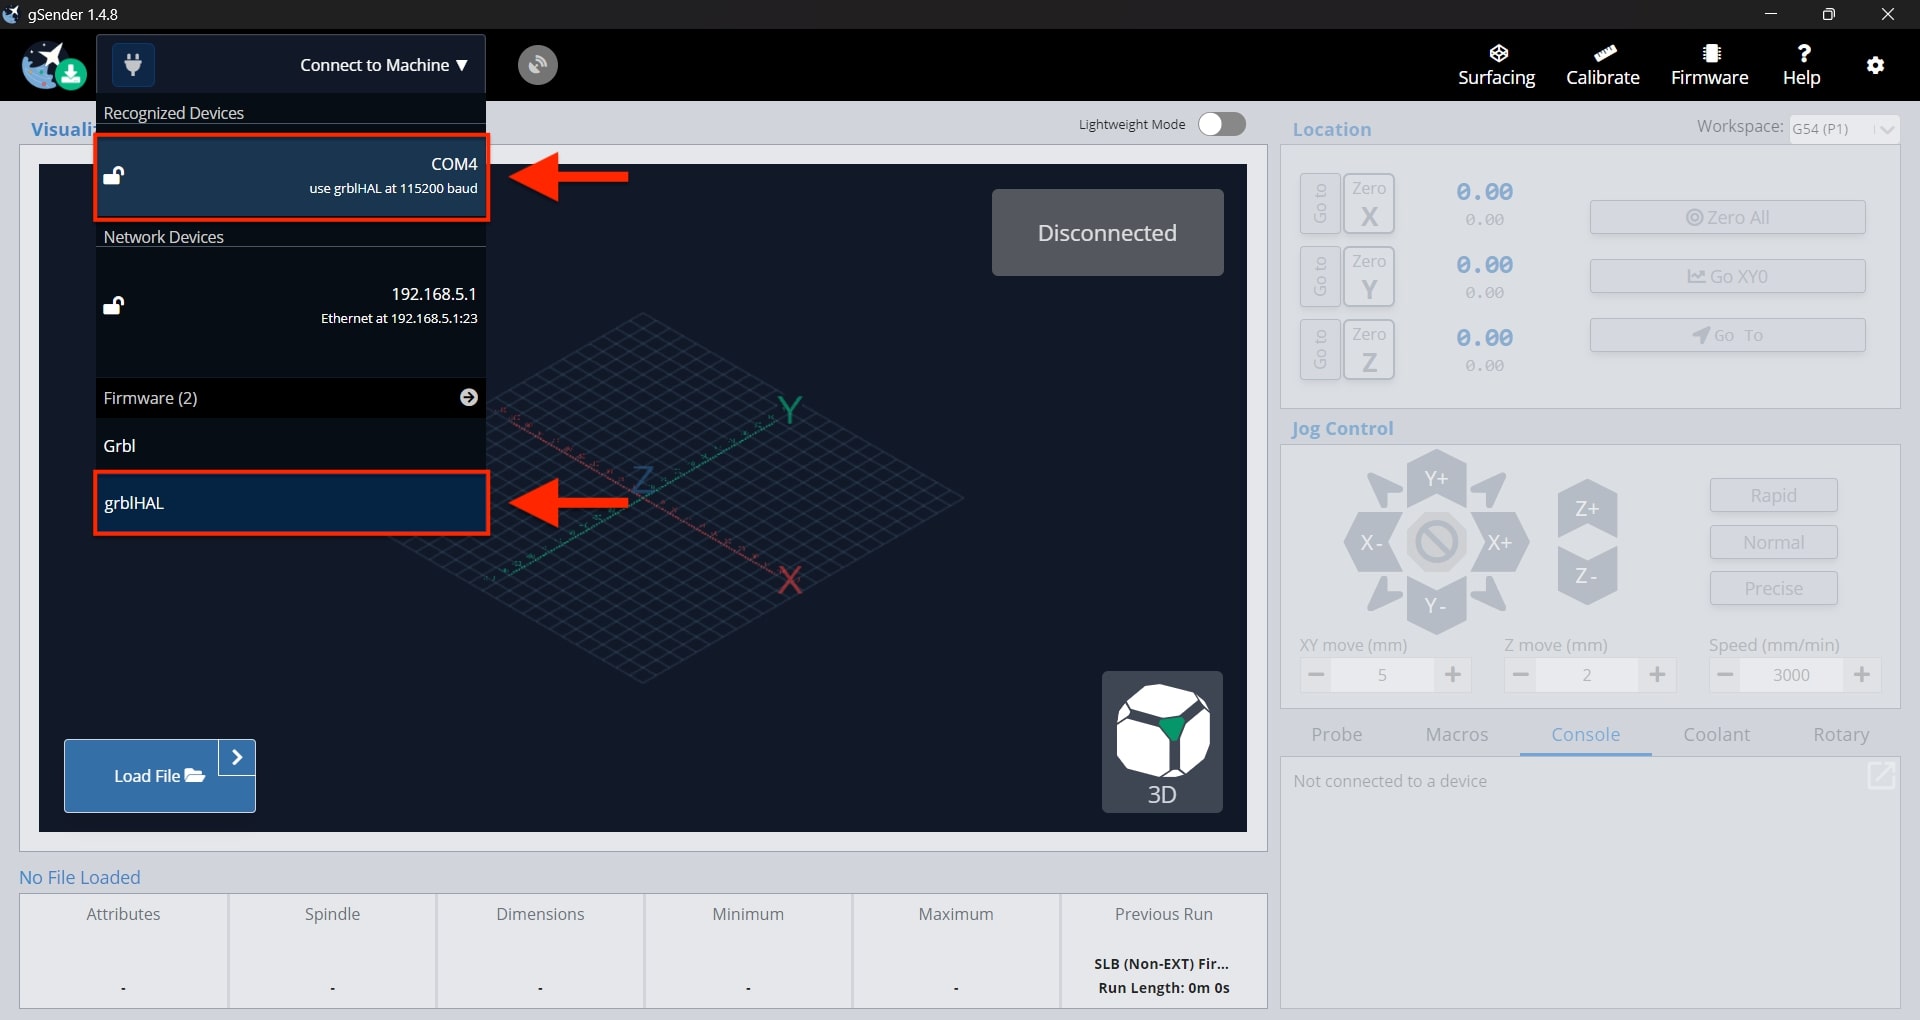 gSender 1.4.8
Connect to Machine ▼
Surfacing
Calibrate
Firmware
Help
Recognized Devices
COM4
use grblHAL at 115200 baud
Network Devices
192.168.5.1
Ethernet at 192.168.5.1:23
Firmware (2)
Grbl
grblHAL
Visuali
Lightweight Mode
Disconnected
Y
Z
X
3D
Load File
Location
Workspace: G54 (P1)
Go to
Zero
X
0.00
0.00
Zero All
Go to
Zero
Y
0.00
0.00
Go XY0
Go to
Zero
Z
0.00
0.00
Go To
Jog Control
Y+
X-
X+
Y-
Z+
Z-
Rapid
Normal
Precise
XY move (mm)
5
Z move (mm)
2
Speed (mm/min)
3000
Probe
Macros
Console
Coolant
Rotary
Not connected to a device
No File Loaded
Attributes
-
Spindle
-
Dimensions
-
Minimum
-
Maximum
-
Previous Run
SLB (Non-EXT) Fir...
Run Length: 0m 0s